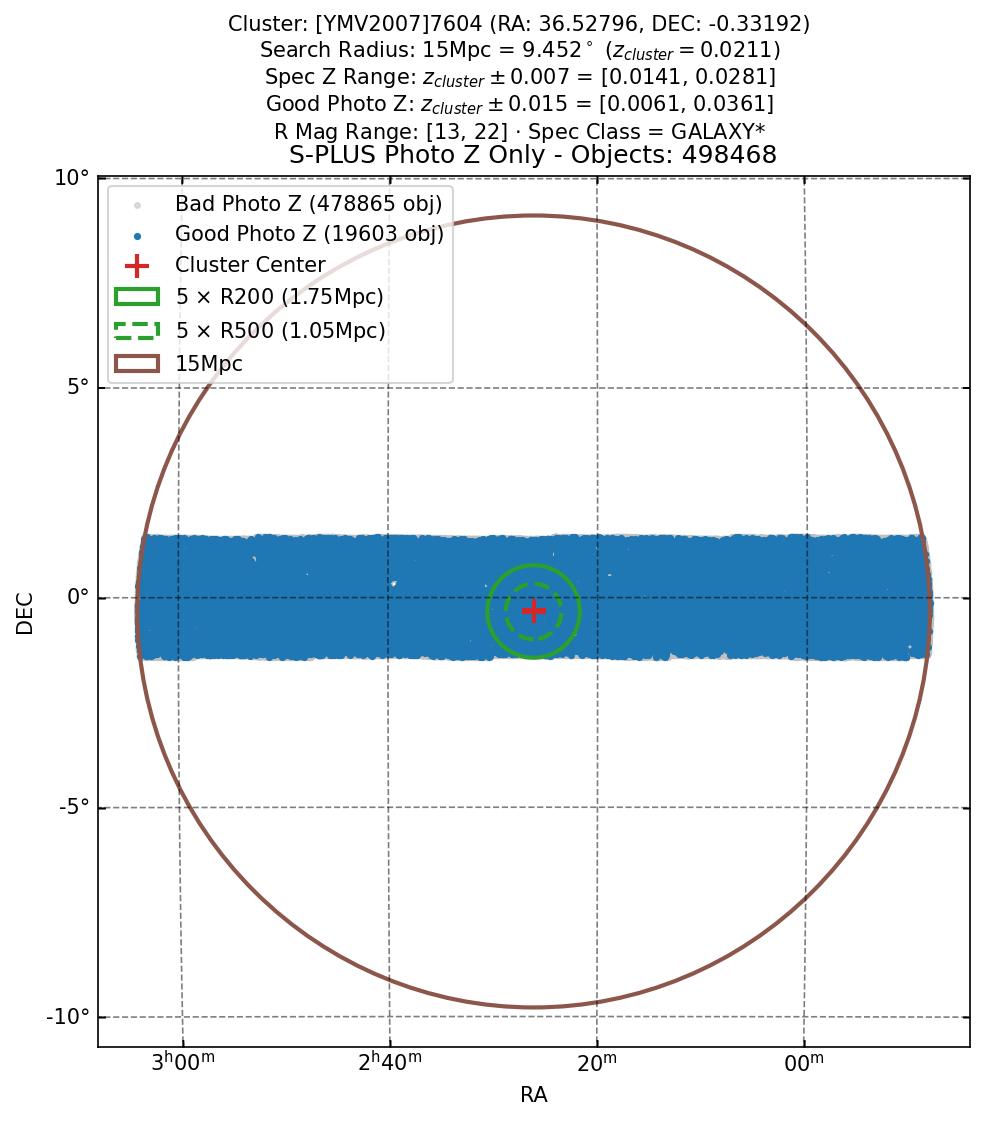 Cluster: [YMV2007]7604 (RA: 36.52796, DEC: -0.33192)
Search Radius: 15Mpc = 9.452° (z_cluster = 0.0211)
Spec Z Range: z_cluster ± 0.007 = [0.0141, 0.0281]
Good Photo Z: z_cluster ± 0.015 = [0.0061, 0.0361]
R Mag Range: [13, 22] · Spec Class = GALAXY*
S-PLUS Photo Z Only - Objects: 498468
Bad Photo Z (478865 obj)
Good Photo Z (19603 obj)
Cluster Center
5 × R200 (1.75Mpc)
5 × R500 (1.05Mpc)
15Mpc
10°
5°
0°
-5°
-10°
DEC
3h00m
2h40m
20m
00m
RA